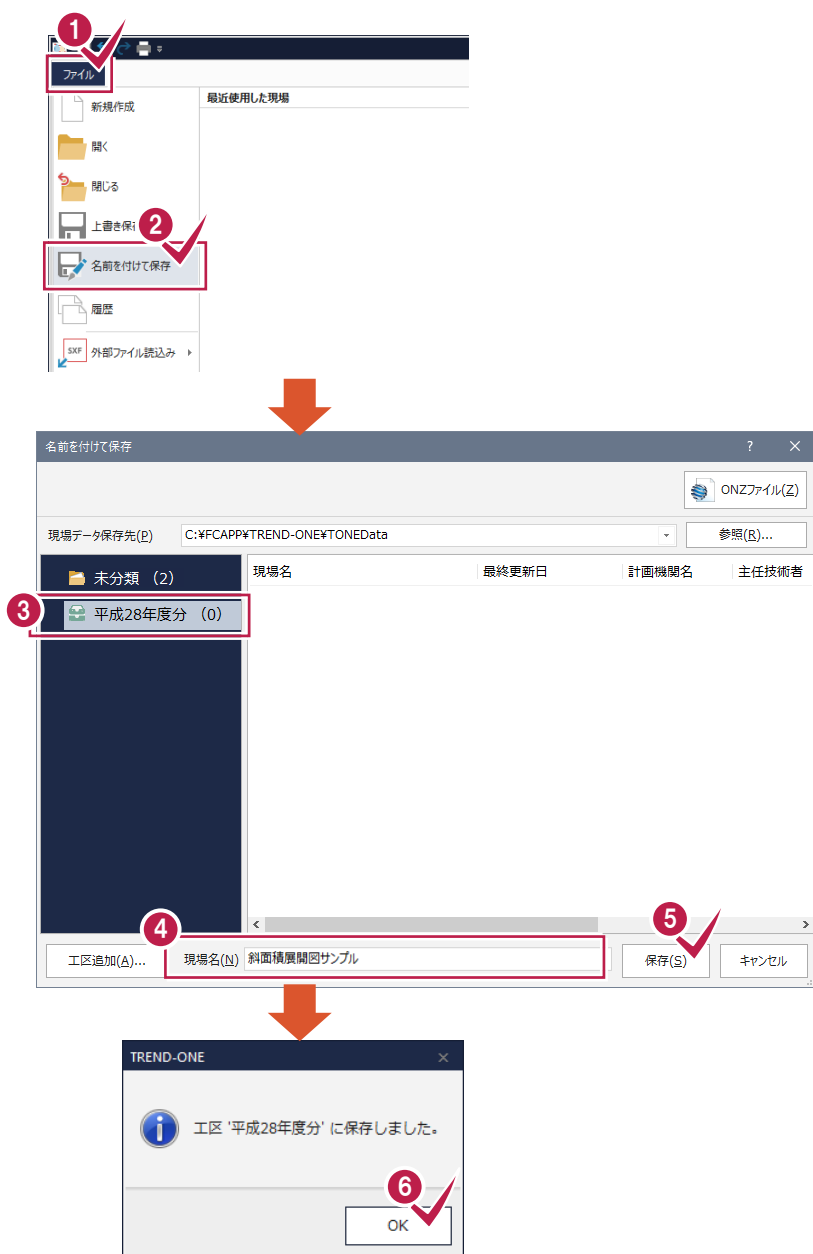 1
ファイル
最近使用した現場
新規作成
開く
閉じる
上書き保
2
名前を付けて保存
履歴
SXF 外部ファイル読込み
名前を付けて保存 ? ×
ONZファイル(Z)
現場データ保存先(P) C:¥FCAPP¥TREND-ONE¥TONEData 参照(R)...
未分類 (2) 現場名 最終更新日 計画機関名 主任技術者
3 平成28年度分 (0)
4 5
工区追加(A)... 現場名(N) 斜面積展開図サンプル 保存(S) キャンセル
TREND-ONE ×
i 工区 '平成28年度分' に保存しました。
6
OK